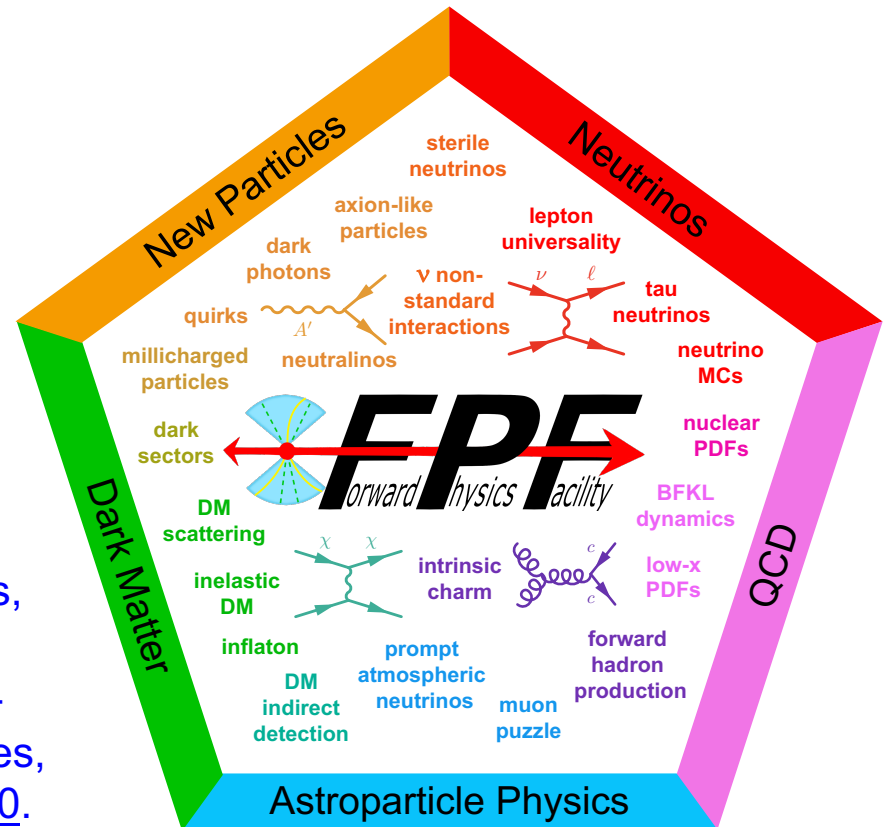 New Particles
Neutrinos
sterile
neutrinos
axion-like
particles
lepton
universality
dark
photons
ν non-
standard
interactions
ν
ℓ
tau
neutrinos
quirks
A′
neutralinos
millicharged
particles
neutrino
MCs
dark
sectors
FPF
Forward Physics Facility
nuclear
PDFs
Dark Matter
QCD
DM
scattering
BFKL
dynamics
χ
χ
intrinsic
charm
c
c
low-x
PDFs
inelastic
DM
s,
inflaton
prompt
atmospheric
neutrinos
forward
hadron
production
DM
indirect
detection
muon
puzzle
es,
0.
Astroparticle Physics